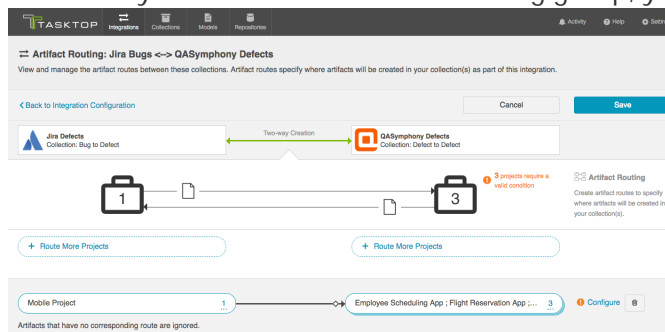 TASKTOP
Integrations
Collections
Models
Repositories
Activity
Help
Artifact Routing: Jira Bugs <--> QASymphony Defects
View and manage the artifact routes between these collections. Artifact routes specify where artifacts will be created in your collection(s) as part of this integration.
Back to Integration Configuration
Cancel
Save
Jira Defects
Collection: Bug to Defect
Two-way Creation
QASymphony Defects
Collection: Defect to Defect
1
3
3 projects require a
valid condition
Artifact Routing
Create artifact routes to specify
where artifacts will be created in
your collection(s).
+ Route More Projects
+ Route More Projects
Mobile Project
1
Employee Scheduling App ; Flight Reservation App ;...
3
Configure
Artifacts that have no corresponding route are ignored.